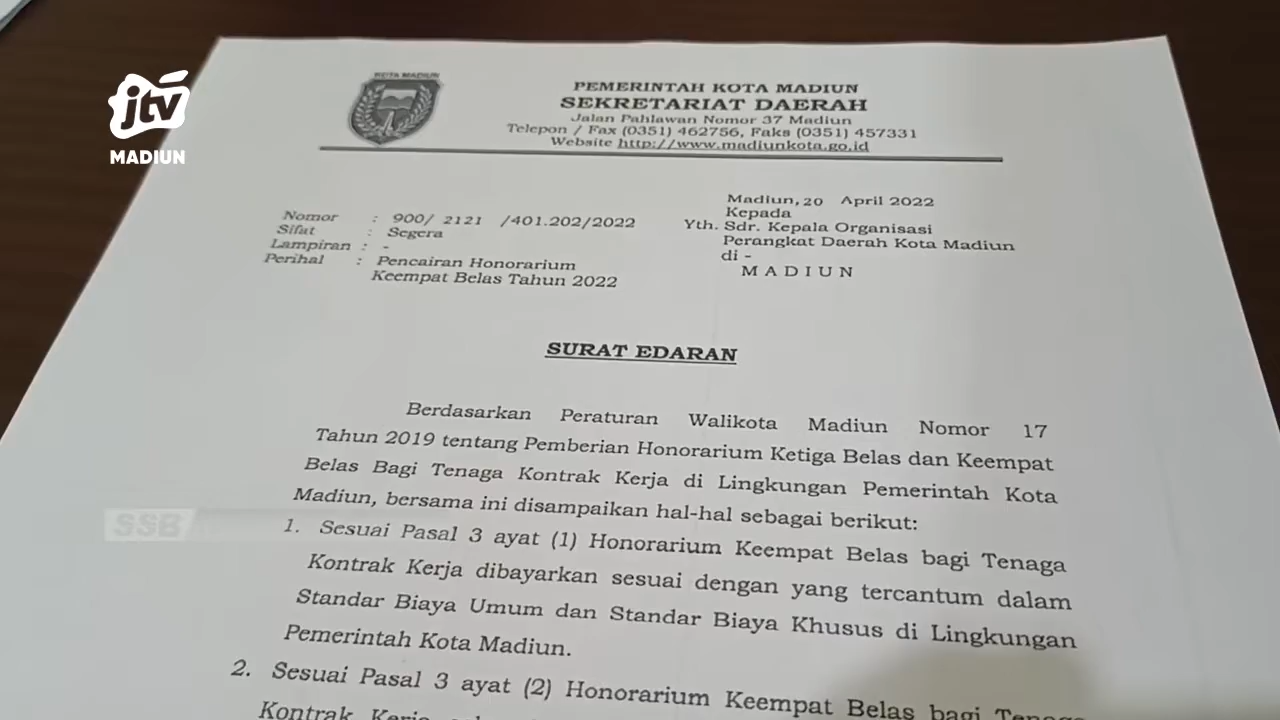 jtv
MADIUN
KOTA MADIUN
PEMERINTAH KOTA MADIUN
SEKRETARIAT DAERAH
Jalan Pahlawan Nomor 37 Madiun
Telepon / Fax (0351) 462756, Faks (0351) 457331
Website http://www.madiunkota.go.id
Madiun, 20 April 2022
Kepada
Yth. Sdr. Kepala Organisasi
Perangkat Daerah Kota Madiun
di -
M A D I U N
Nomor : 900/ 2121 /401.202/2022
Sifat : Segera
Lampiran : -
Perihal : Pencairan Honorarium
Keempat Belas Tahun 2022
SURAT EDARAN
Berdasarkan Peraturan Walikota Madiun Nomor 17
Tahun 2019 tentang Pemberian Honorarium Ketiga Belas dan Keempat
Belas Bagi Tenaga Kontrak Kerja di Lingkungan Pemerintah Kota
Madiun, bersama ini disampaikan hal-hal sebagai berikut:
SSB
1. Sesuai Pasal 3 ayat (1) Honorarium Keempat Belas bagi Tenaga
Kontrak Kerja dibayarkan sesuai dengan yang tercantum dalam
Standar Biaya Umum dan Standar Biaya Khusus di Lingkungan
Pemerintah Kota Madiun.
2. Sesuai Pasal 3 ayat (2) Honorarium Keempat Belas bagi Tenaga
Kontrak Kerja